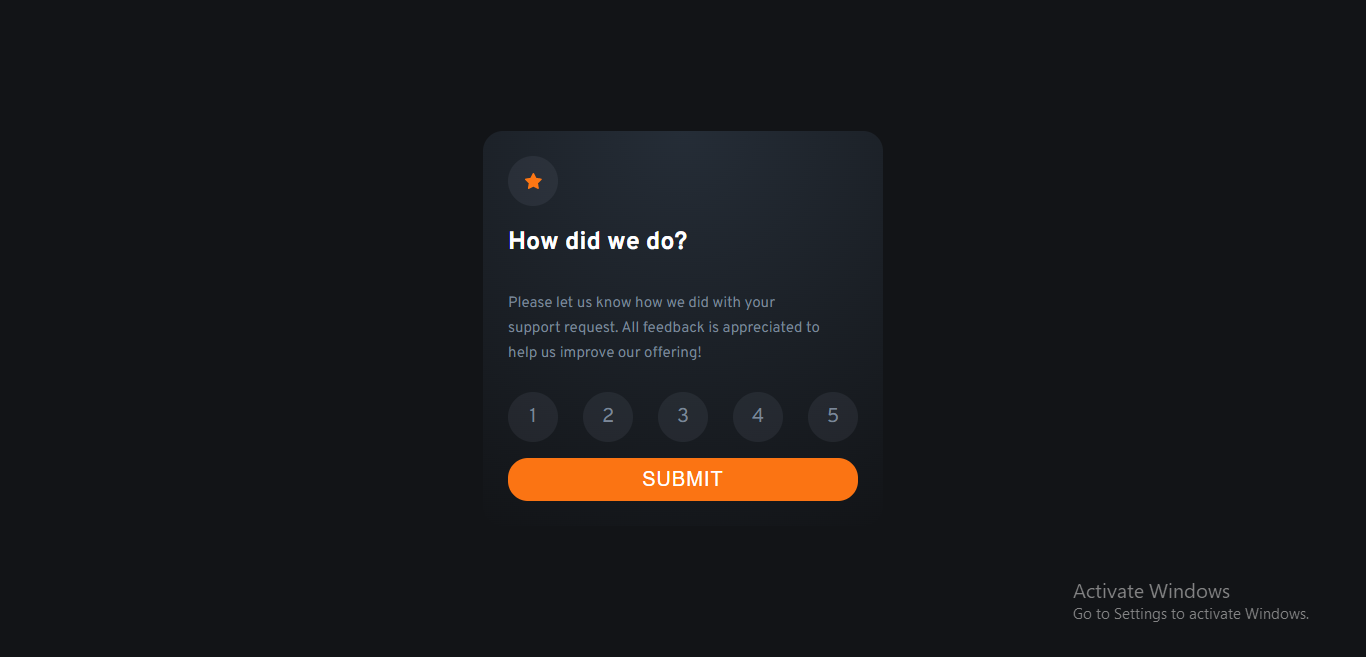 How did we do?
Please let us know how we did with your
support request. All feedback is appreciated to
help us improve our offering!
1 2 3 4 5
SUBMIT
Activate Windows
Go to Settings to activate Windows.